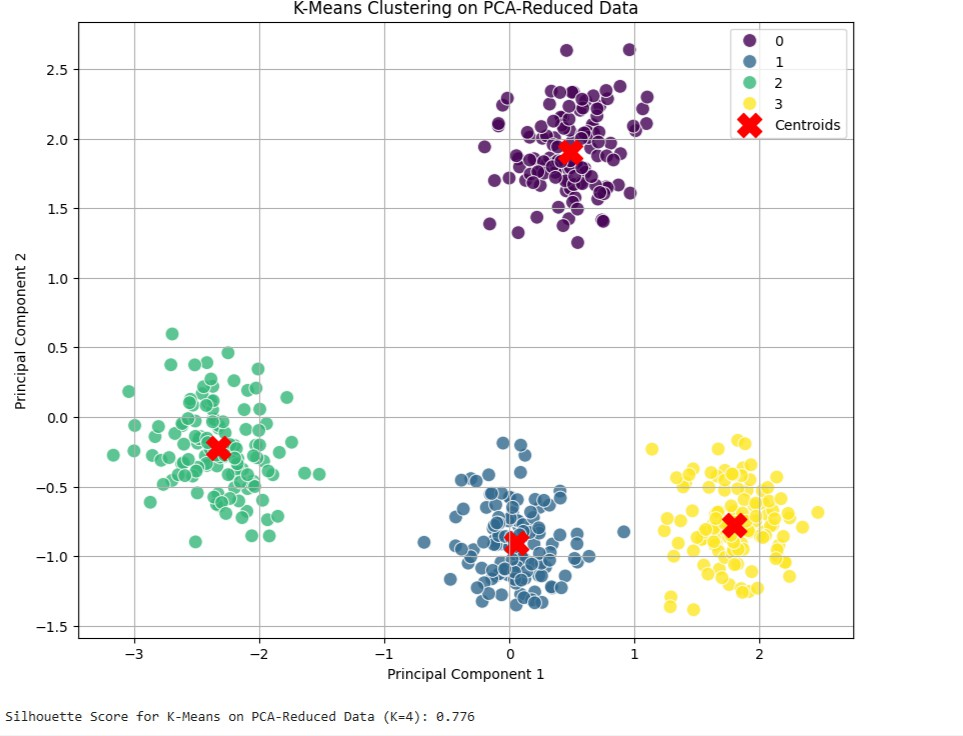 K-Means Clustering on PCA-Reduced Data
0
1
2
3
Centroids
2.5
2.0
1.5
1.0
0.5
0.0
−0.5
−1.0
−1.5
Principal Component 2
−3 −2 −1 0 1 2
Principal Component 1
Silhouette Score for K-Means on PCA-Reduced Data (K=4): 0.776